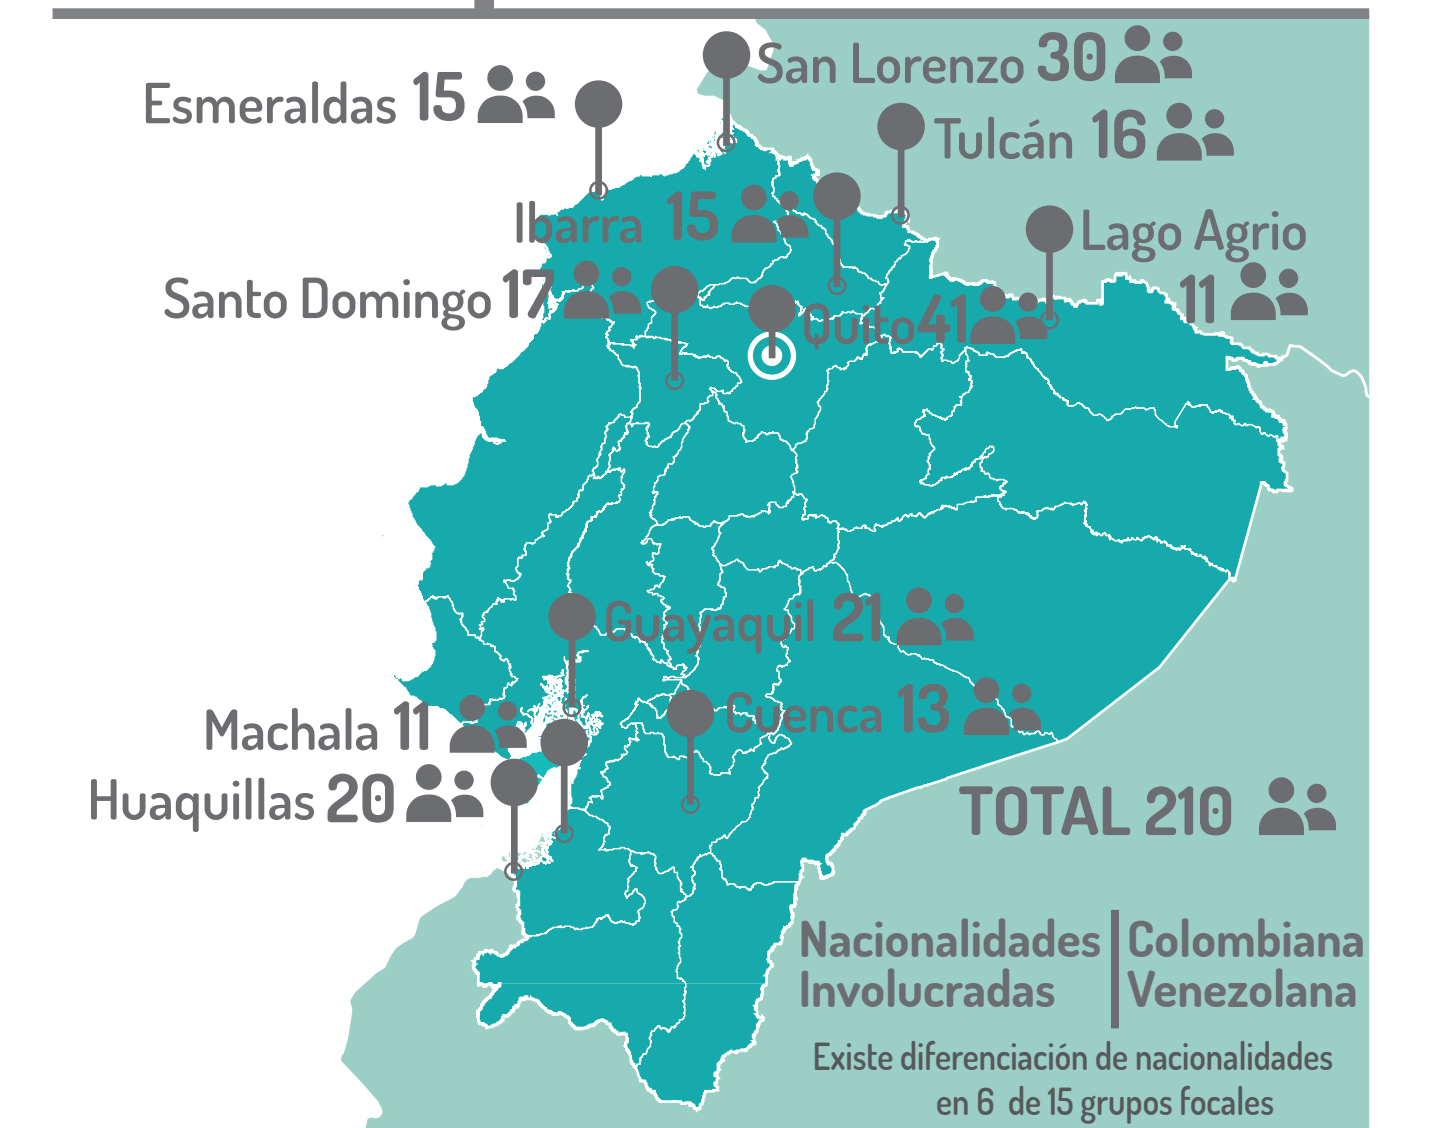 San Lorenzo 30
Esmeraldas 15
Tulcán 16
Ibarra 15
Lago Agrio
11
Santo Domingo 17
Quito 41
Guayaquil 21
Cuenca 13
Machala 11
Huaquillas 20
TOTAL 210
Nacionalidades
Involucradas
Colombiana
Venezolana
Existe diferenciación de nacionalidades
en 6 de 15 grupos focales